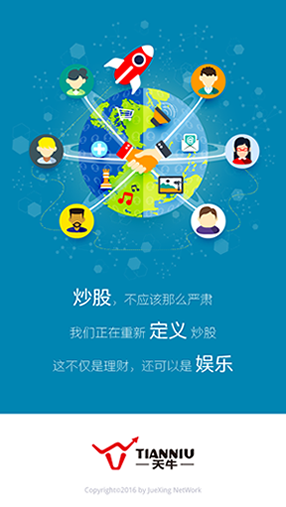 炒股，不应该那么严肃
我们正在重新 定义 炒股
这不仅是理财，还可以是 娱乐
TIANNIU
天牛
Copyright©2016 by JueXing NetWork